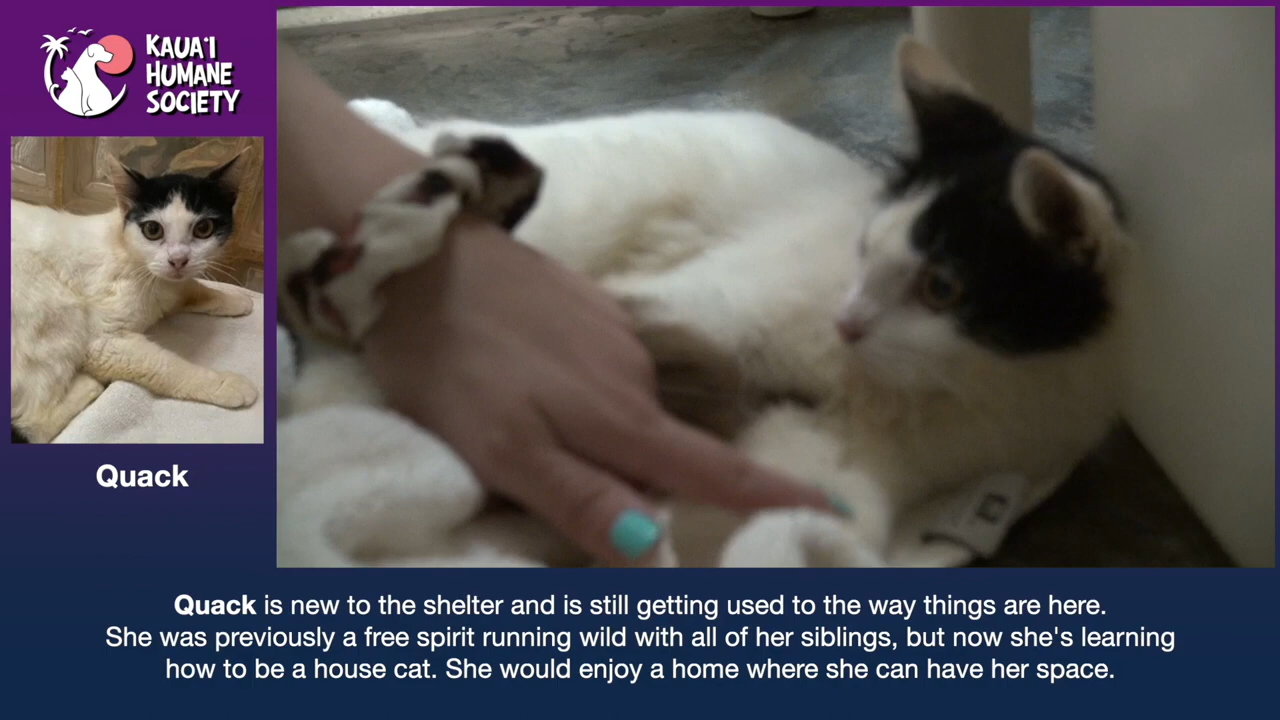 KAUAʻI
HUMANE
SOCIETY
Quack
Quack is new to the shelter and is still getting used to the way things are here.
She was previously a free spirit running wild with all of her siblings, but now she's learning
how to be a house cat. She would enjoy a home where she can have her space.